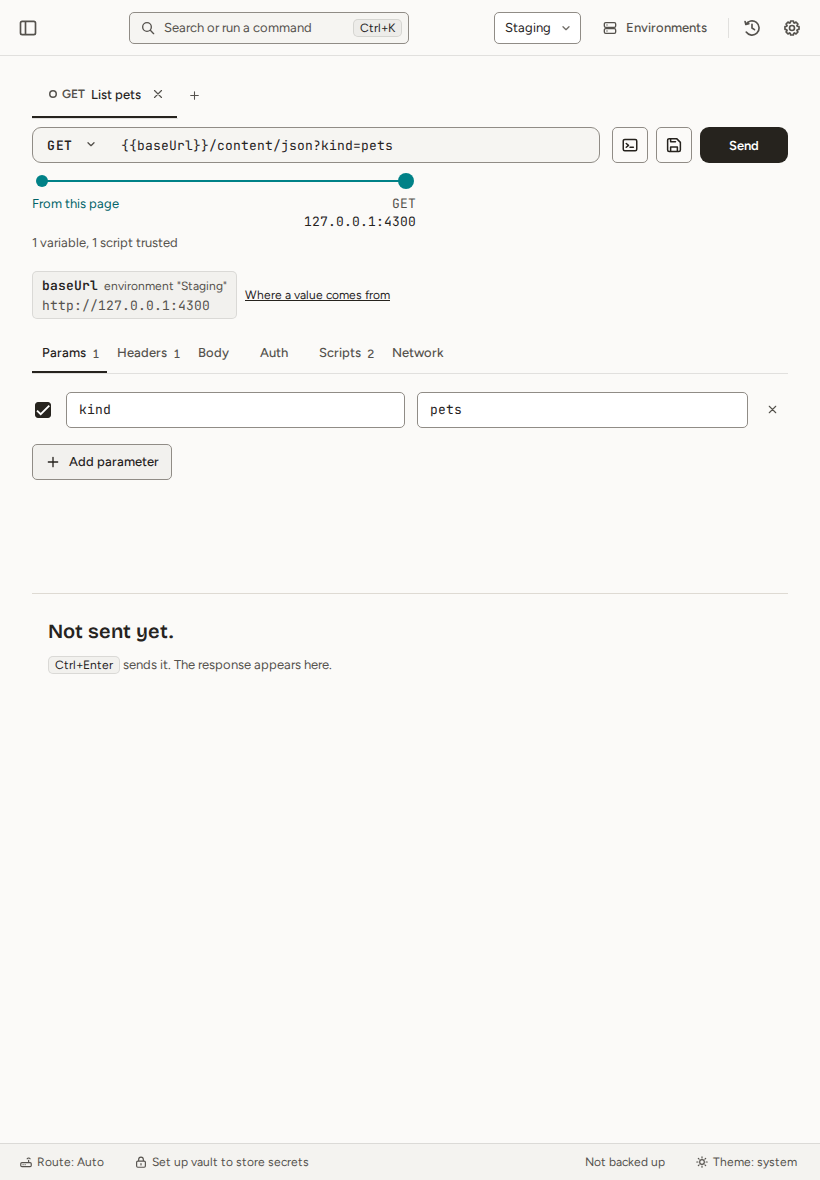 Search or run a command Ctrl+K Staging Environments
GET List pets
GET {{baseUrl}}/content/json?kind=pets Send
From this page GET
127.0.0.1:4300
1 variable, 1 script trusted
baseUrl environment "Staging"
http://127.0.0.1:4300
Where a value comes from
Params 1 Headers 1 Body Auth Scripts 2 Network
kind pets
Add parameter
Not sent yet.
Ctrl+Enter sends it. The response appears here.
Route: Auto Set up vault to store secrets Not backed up Theme: system